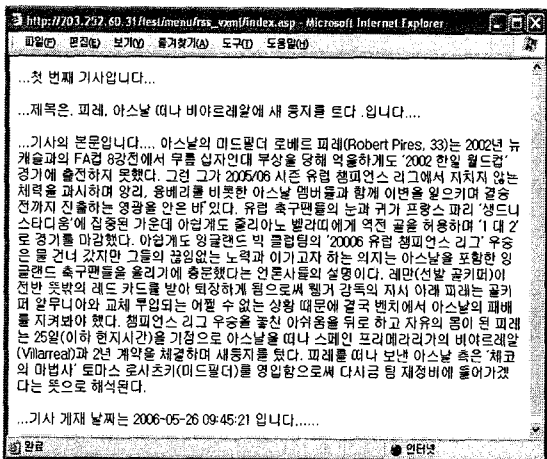 http://203.252.60.31/test/menu/rss_vxml/index.asp - Microsoft Internet Explorer
파일(F) 편집(E) 보기(V) 즐겨찾기(A) 도구(T) 도움말(H)
...첫 번째 기사입니다...
...제목은, 피레, 아스날 떠나 비야르레알에 새 둥지를 트다 .입니다....
...기사의 본문입니다.... 아스날의 미드필더 로베르 피레(Robert Pires, 33)는 2002년 뉴
캐슬과의 FA컵 8강전에서 무릎 십자인대 부상을 당해 억울하게도 '2002 한일 월드컵'
경기에 출전하지 못했다. 그런 그가 2005/06 시즌 유럽 챔피언스 리그에서 지치지 않는
체력을 과시하며 앙리, 융베리를 비롯한 아스날 멤버들과 함께 이변을 일으키며 결승
전까지 진출하는 영광을 안은 바 있다. 유럽 축구팬들의 눈과 귀가 프랑스 파리 '생드니
스타디움'에 집중된 가운데 아쉽게도 줄리아노 벨라띠에게 역전 골을 허용하며 '1 대 2'
로 경기를 마감했다. 아쉽게도 잉글랜드 빅 클럽팀의 '20006 유럽 챔피언스 리그' 우승
은 물 건너 갔지만 그들의 끊임없는 노력과 이기고자 하는 의지는 아스날을 포함한 잉
글랜드 축구팬들을 울리기에 충분했다는 언론사들의 설명이다. 레만(선발 골키퍼)이
전반 뜻밖의 레드 카드를 받아 퇴장하게 됨으로써 웽거 감독의 지시 아래 피레는 골키
퍼 알무니아와 교체 투입되는 어쩔 수 없는 상황 때문에 결국 벤치에서 아스날의 패배
를 지켜봐야 했다. 챔피언스 리그 우승을 놓친 아쉬움을 뒤로 하고 자유의 몸이 된 피레
는 25일(이하 현지시간)을 기점으로 아스날을 떠나 스페인 프리메라리가의 비야르레알
(Villarreal)과 2년 계약을 체결하며 새둥지를 텄다. 피레를 떠나 보낸 아스날 측은 '체코
의 마법사' 토마스 로시츠키(미드필더)를 영입함으로써 다시금 팀 재정비에 들어가겠
다는 뜻으로 해석된다.
...기사 게재 날짜는 2006-05-26 09:45:21 입니다......
완료 인터넷